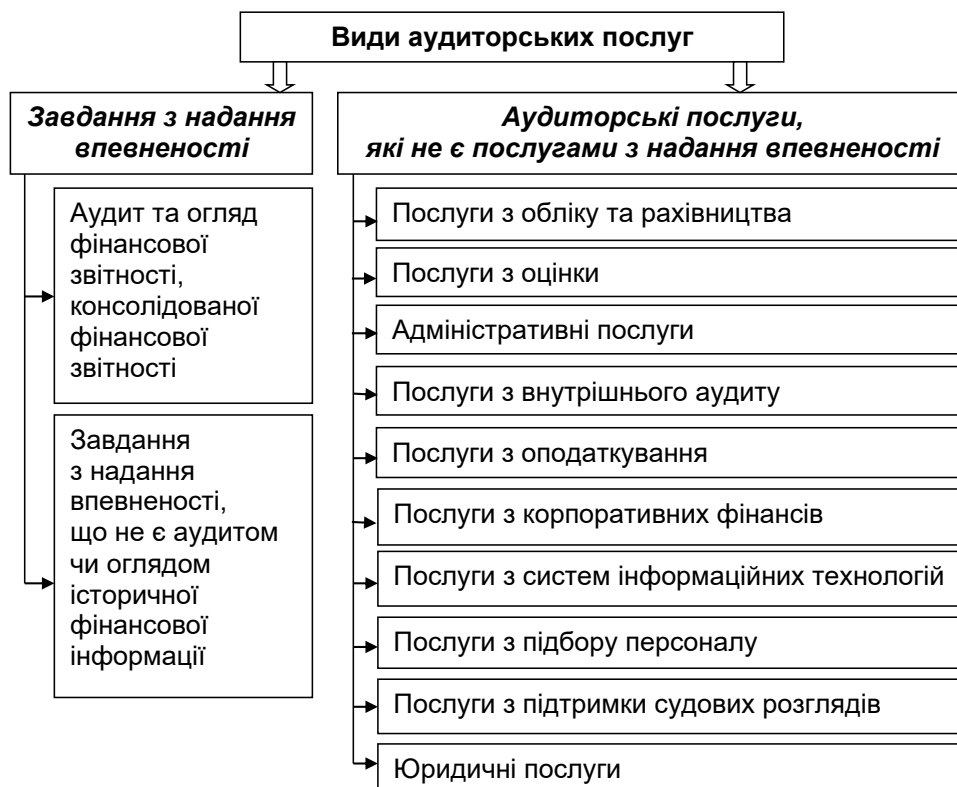 Види аудиторських послуг
Завдання з надання
впевненості
Аудит та огляд
фінансової
звітності,
консолідованої
фінансової
звітності
Завдання
з надання
впевненості,
що не є аудитом
чи оглядом
історичної
фінансової
інформації
Аудиторські послуги,
які не є послугами з надання впевненості
Послуги з обліку та рахівництва
Послуги з оцінки
Адміністративні послуги
Послуги з внутрішнього аудиту
Послуги з оподаткування
Послуги з корпоративних фінансів
Послуги з систем інформаційних технологій
Послуги з підбору персоналу
Послуги з підтримки судових розглядів
Юридичні послуги